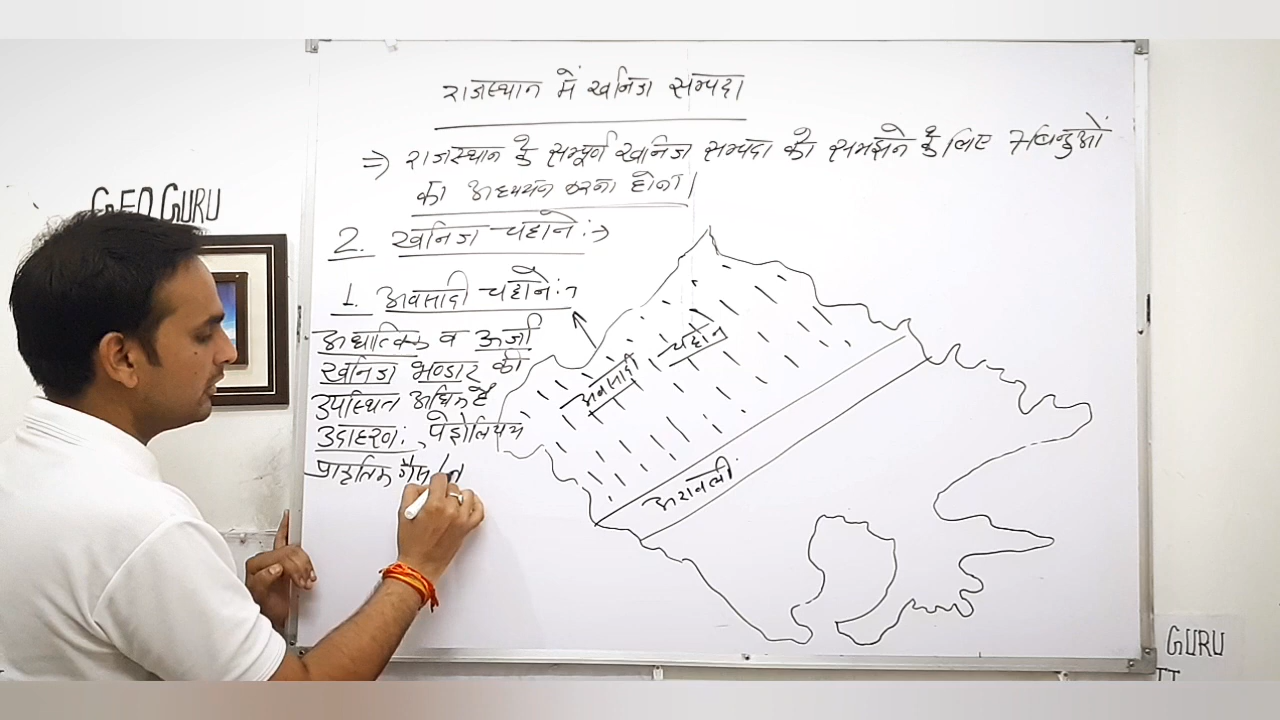 राजस्थान में खनिज सम्पदा
⇒ राजस्थान के सम्पूर्ण खनिज सम्पदा को समझने के लिए 7 बिन्दुओं
का अध्ययन करना होगा।
2. खनिज चट्टाने :→
1. अवसादी चट्टाने :→
अधात्विक व ऊर्जा
खनिज भण्डार की
उपस्थित अधिक है
उदाहरण: , पेट्रोलियम
प्राकृतिक गैस
अवसादी चट्टान
अरावली
GEO GURU
GURU